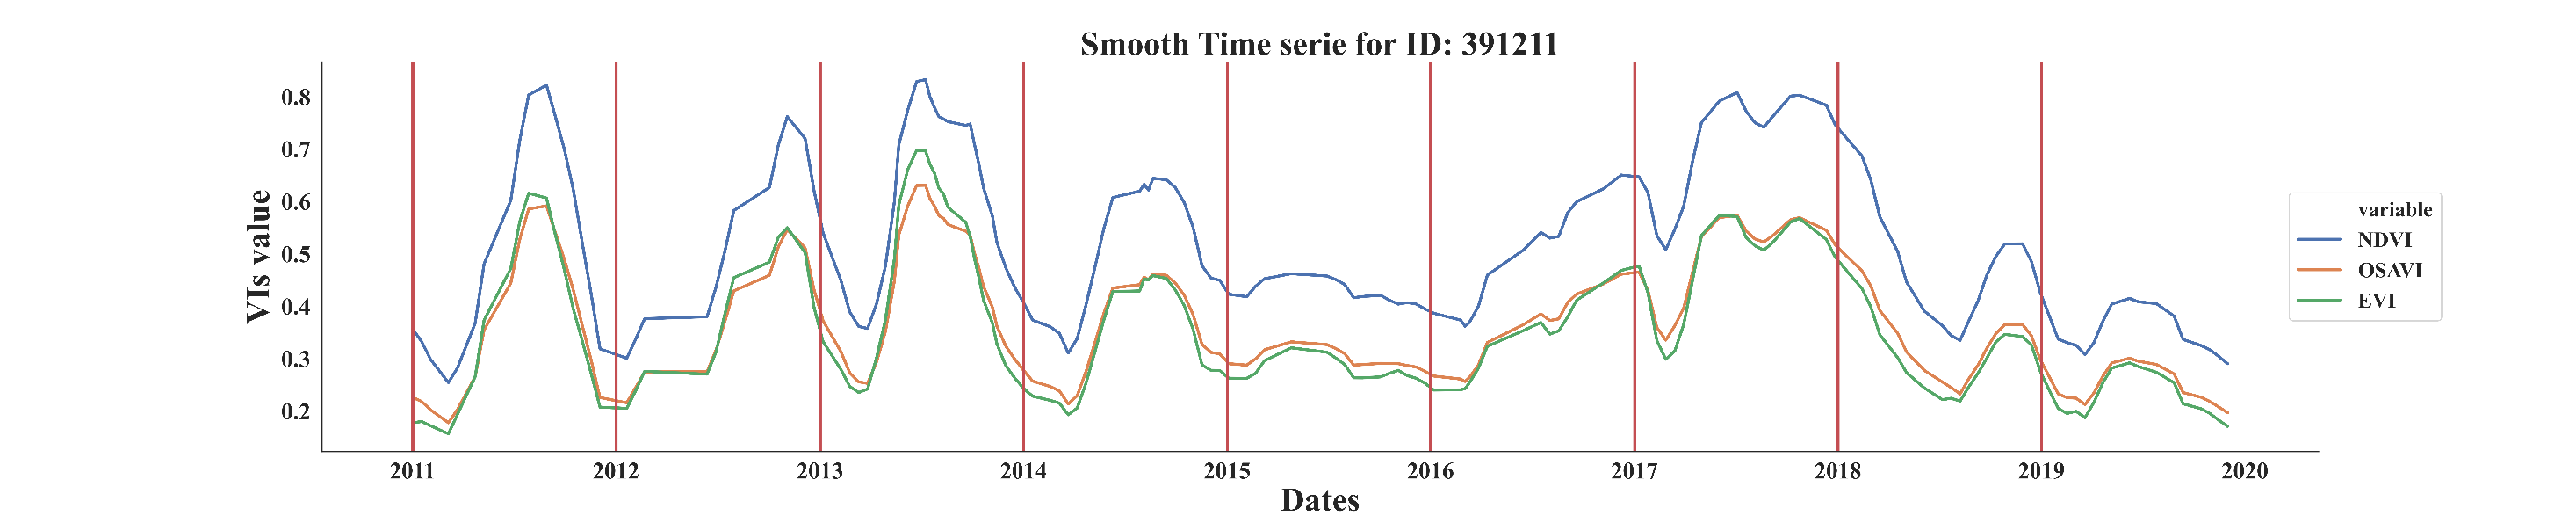 Smooth Time serie for ID: 391211
VIs value
0.8
0.7
0.6
0.5
0.4
0.3
0.2
2011 2012 2013 2014 2015 2016 2017 2018 2019 2020
Dates
variable
NDVI
OSAVI
EVI